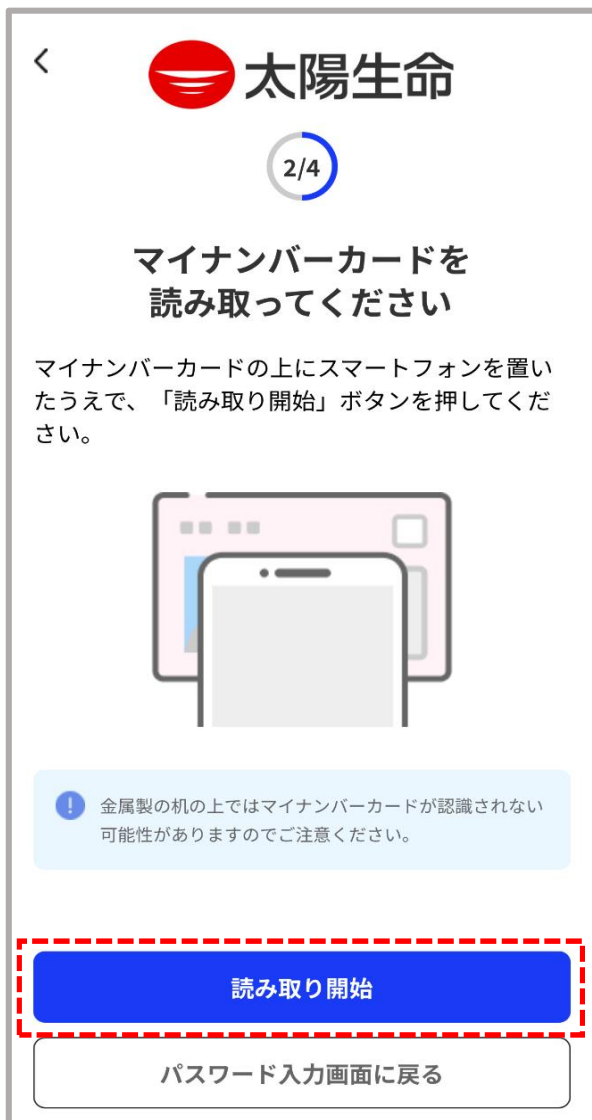 太陽生命
2/4
マイナンバーカードを
読み取ってください
マイナンバーカードの上にスマートフォンを置い
たうえで、「読み取り開始」ボタンを押してくだ
さい。
金属製の机の上ではマイナンバーカードが認識されない
可能性がありますのでご注意ください。
読み取り開始
パスワード入力画面に戻る